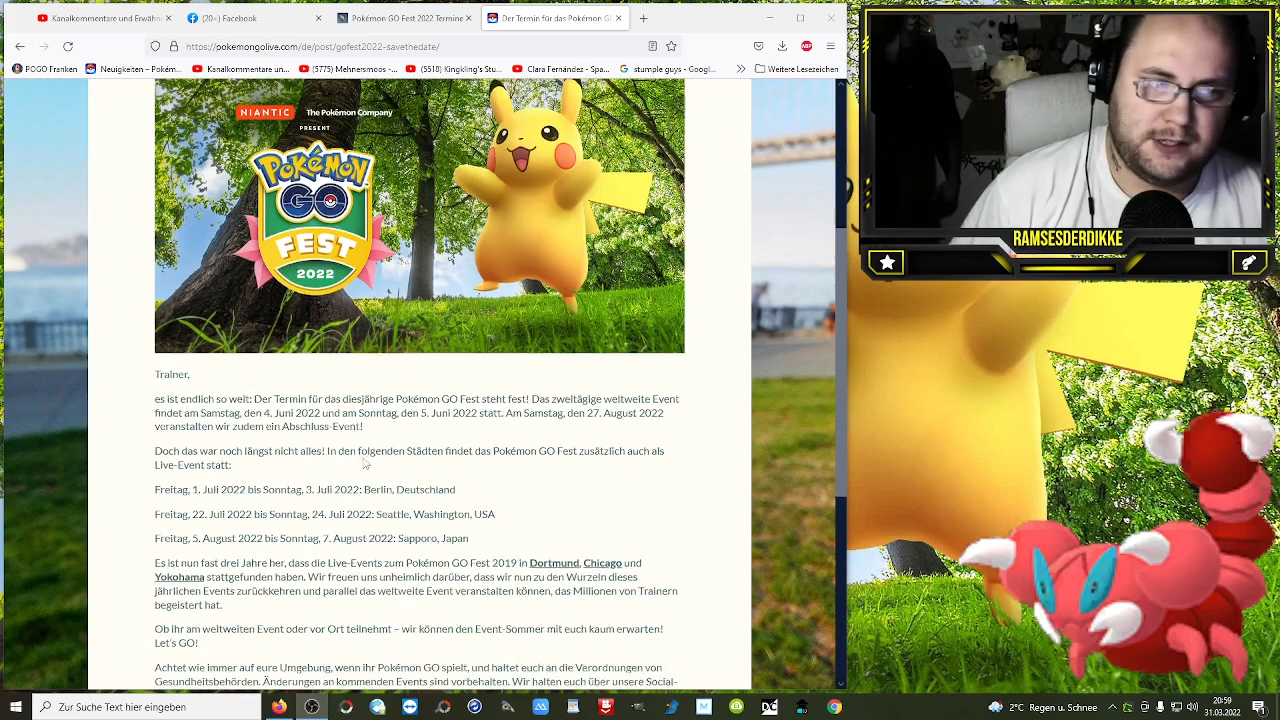 Kanalkommentare und Erwähn
(20+) Facebook
Pokémon GO Fest 2022 Termine
Der Termin für das Pokémon G
https://pokemongolive.com/de/post/gofest2022-savethedate/
POGO Franken
Neuigkeiten – Pokém...
Kanalkommentare un...
(5775) Mehnersmoos - ...
(5518) Kingkling's Stu...
Clara Fernández - Spa...
stumple guys - Googl...
Weitere Lesezeichen
NIANTIC
The Pokémon Company
PRESENT
POKéMON
GO
FEST
2022
Trainer,
es ist endlich so weit: Der Termin für das diesjährige Pokémon GO Fest steht fest! Das zweitägige weltweite Event
findet am Samstag, den 4. Juni 2022 und am Sonntag, den 5. Juni 2022 statt. Am Samstag, den 27. August 2022
veranstalten wir zudem ein Abschluss-Event!
Doch das war noch längst nicht alles! In den folgenden Städten findet das Pokémon GO Fest zusätzlich auch als
Live-Event statt:
Freitag, 1. Juli 2022 bis Sonntag, 3. Juli 2022: Berlin, Deutschland
Freitag, 22. Juli 2022 bis Sonntag, 24. Juli 2022: Seattle, Washington, USA
Freitag, 5. August 2022 bis Sonntag, 7. August 2022: Sapporo, Japan
Es ist nun fast drei Jahre her, dass die Live-Events zum Pokémon GO Fest 2019 in Dortmund, Chicago und
Yokohama stattgefunden haben. Wir freuen uns unheimlich darüber, dass wir nun zu den Wurzeln dieses
jährlichen Events zurückkehren und parallel das weltweite Event veranstalten können, das Millionen von Trainern
begeistert hat.
Ob ihr am weltweiten Event oder vor Ort teilnehmt – wir können den Event-Sommer mit euch kaum erwarten!
Let's GO!
Achtet wie immer auf eure Umgebung, wenn ihr Pokémon GO spielt, und haltet euch an die Verordnungen von
Gesundheitsbehörden. Änderungen an kommenden Events sind vorbehalten. Wir halten euch über unsere Social-
RAMSESDERDIKKE
Zur Suche Text hier eingeben
20:59
31.03.2022